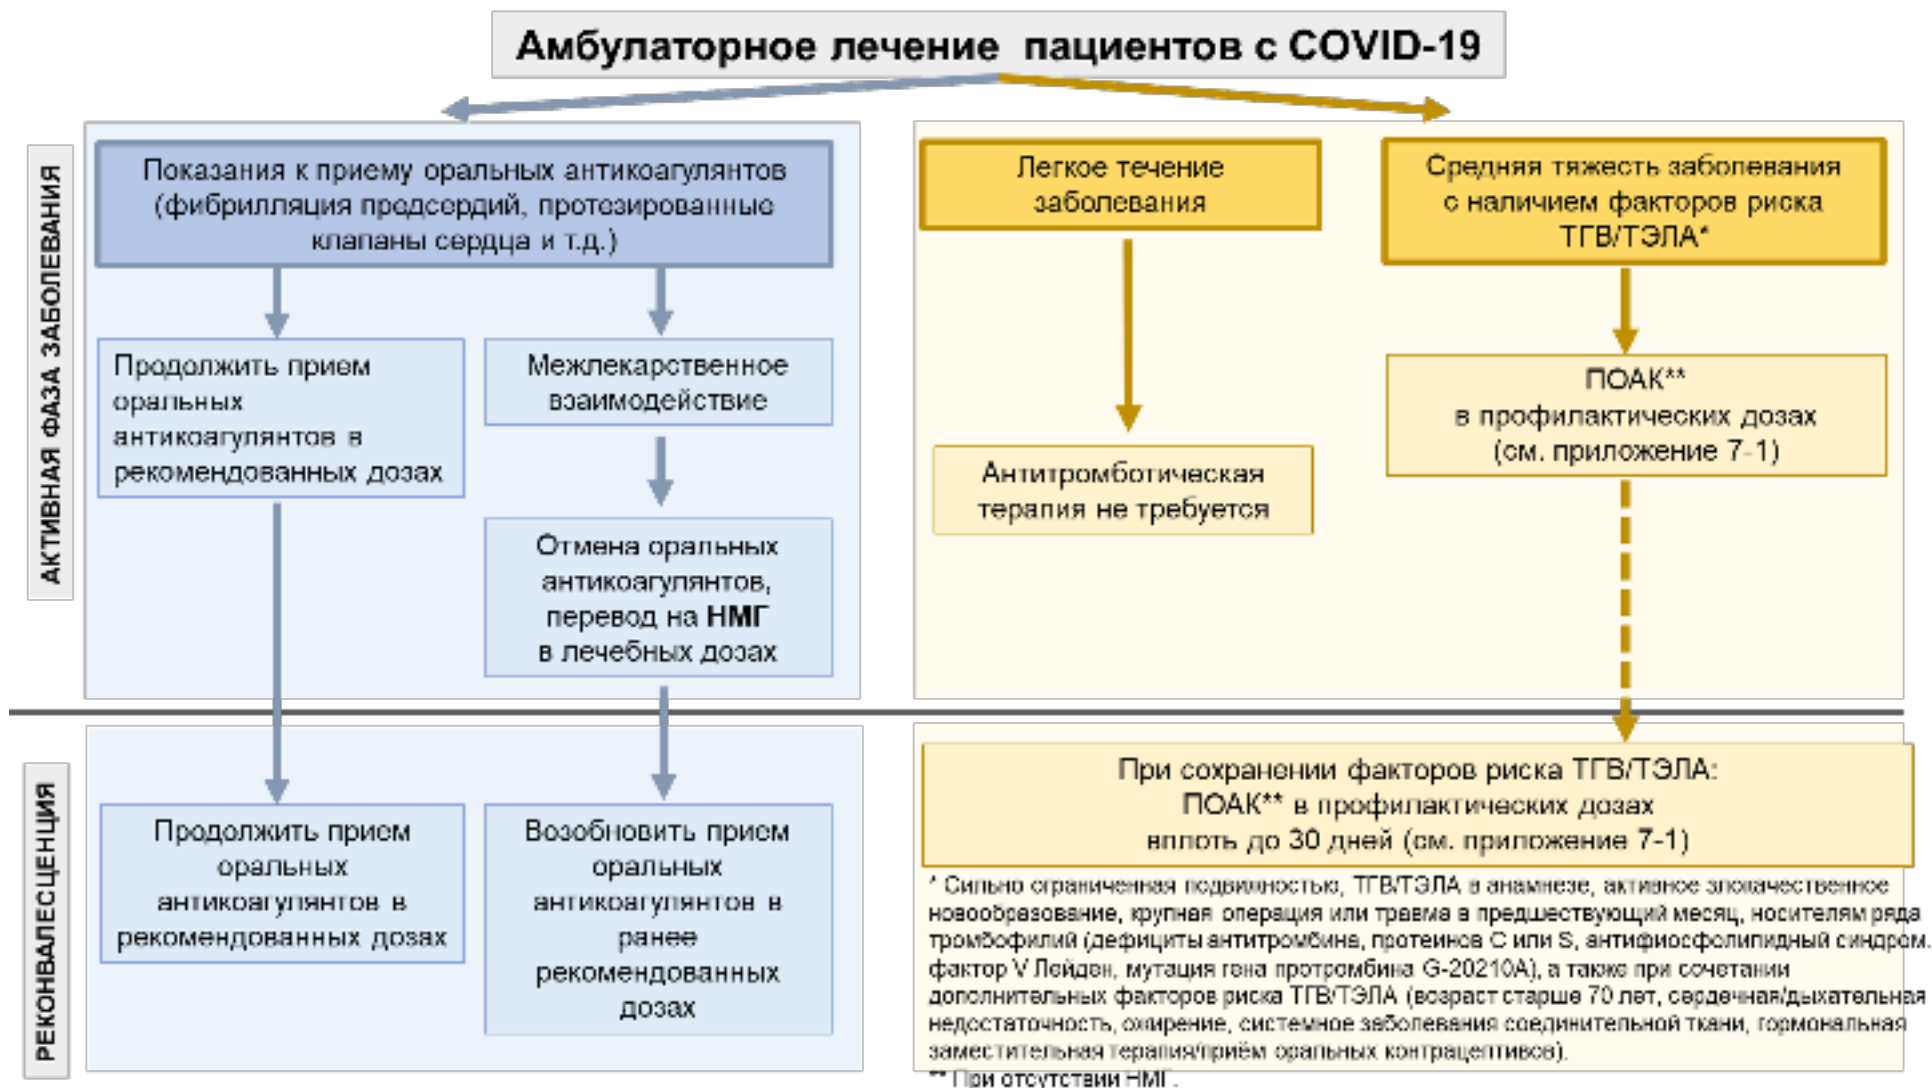 Амбулаторное лечение пациентов с COVID-19
АКТИВНАЯ ФАЗА ЗАБОЛЕВАНИЯ
Показания к приему оральных антикоагулянтов
(фибрилляция предсердий, протезированные
клапаны сердца и т.д.)
Продолжить прием
оральных
антикоагулянтов в
рекомендованных дозах
Межлекарственное
взаимодействие
Отмена оральных
антикоагулянтов,
перевод на НМГ
в лечебных дозах
Легкое течение
заболевания
Антитромботическая
терапия не требуется
Средняя тяжесть заболевания
с наличием факторов риска
ТГВ/ТЭЛА*
ПОАК**
в профилактических дозах
(см. приложение 7-1)
РЕКОНВАЛЕСЦЕНЦИЯ
Продолжить прием
оральных
антикоагулянтов в
рекомендованных дозах
Возобновить прием
оральных
антикоагулянтов в
ранее
рекомендованных
дозах
При сохранении факторов риска ТГВ/ТЭЛА:
ПОАК** в профилактических дозах
вплоть до 30 дней (см. приложение 7-1)
* Сильно ограниченная подвижностью, ТГВ/ТЭЛА в анамнезе, активное злокачественное
новообразование, крупная операция или травма в предшествующий месяц, носителям ряда
тромбофилий (дефициты антитромбина, протеинов С или S, антифиосфолипидный синдром,
фактор V Лейден, мутация гена протромбина G-20210A), а также при сочетании
дополнительных факторов риска ТГВ/ТЭЛА (возраст старше 70 лет, сердечная/дыхательная
недостаточность, ожирение, системное заболевания соединительной ткани, гормональная
заместительная терапия/приём оральных контрацептивов).
** При отсутствии НМГ.